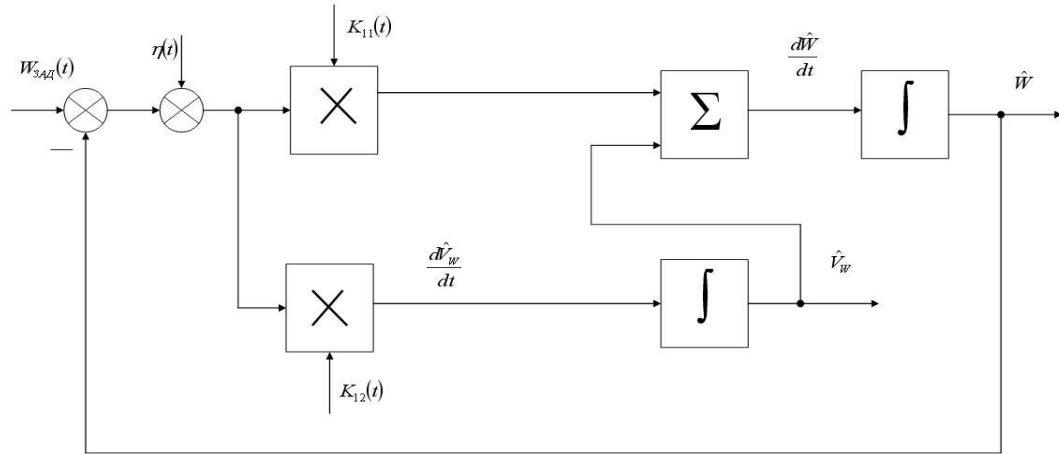 K₁₁(t)
η(t)
W_ЗАД(t)
dŴ/dt
Ŵ
Σ
∫
—
dV̂_W/dt
V̂_W
∫
K₁₂(t)